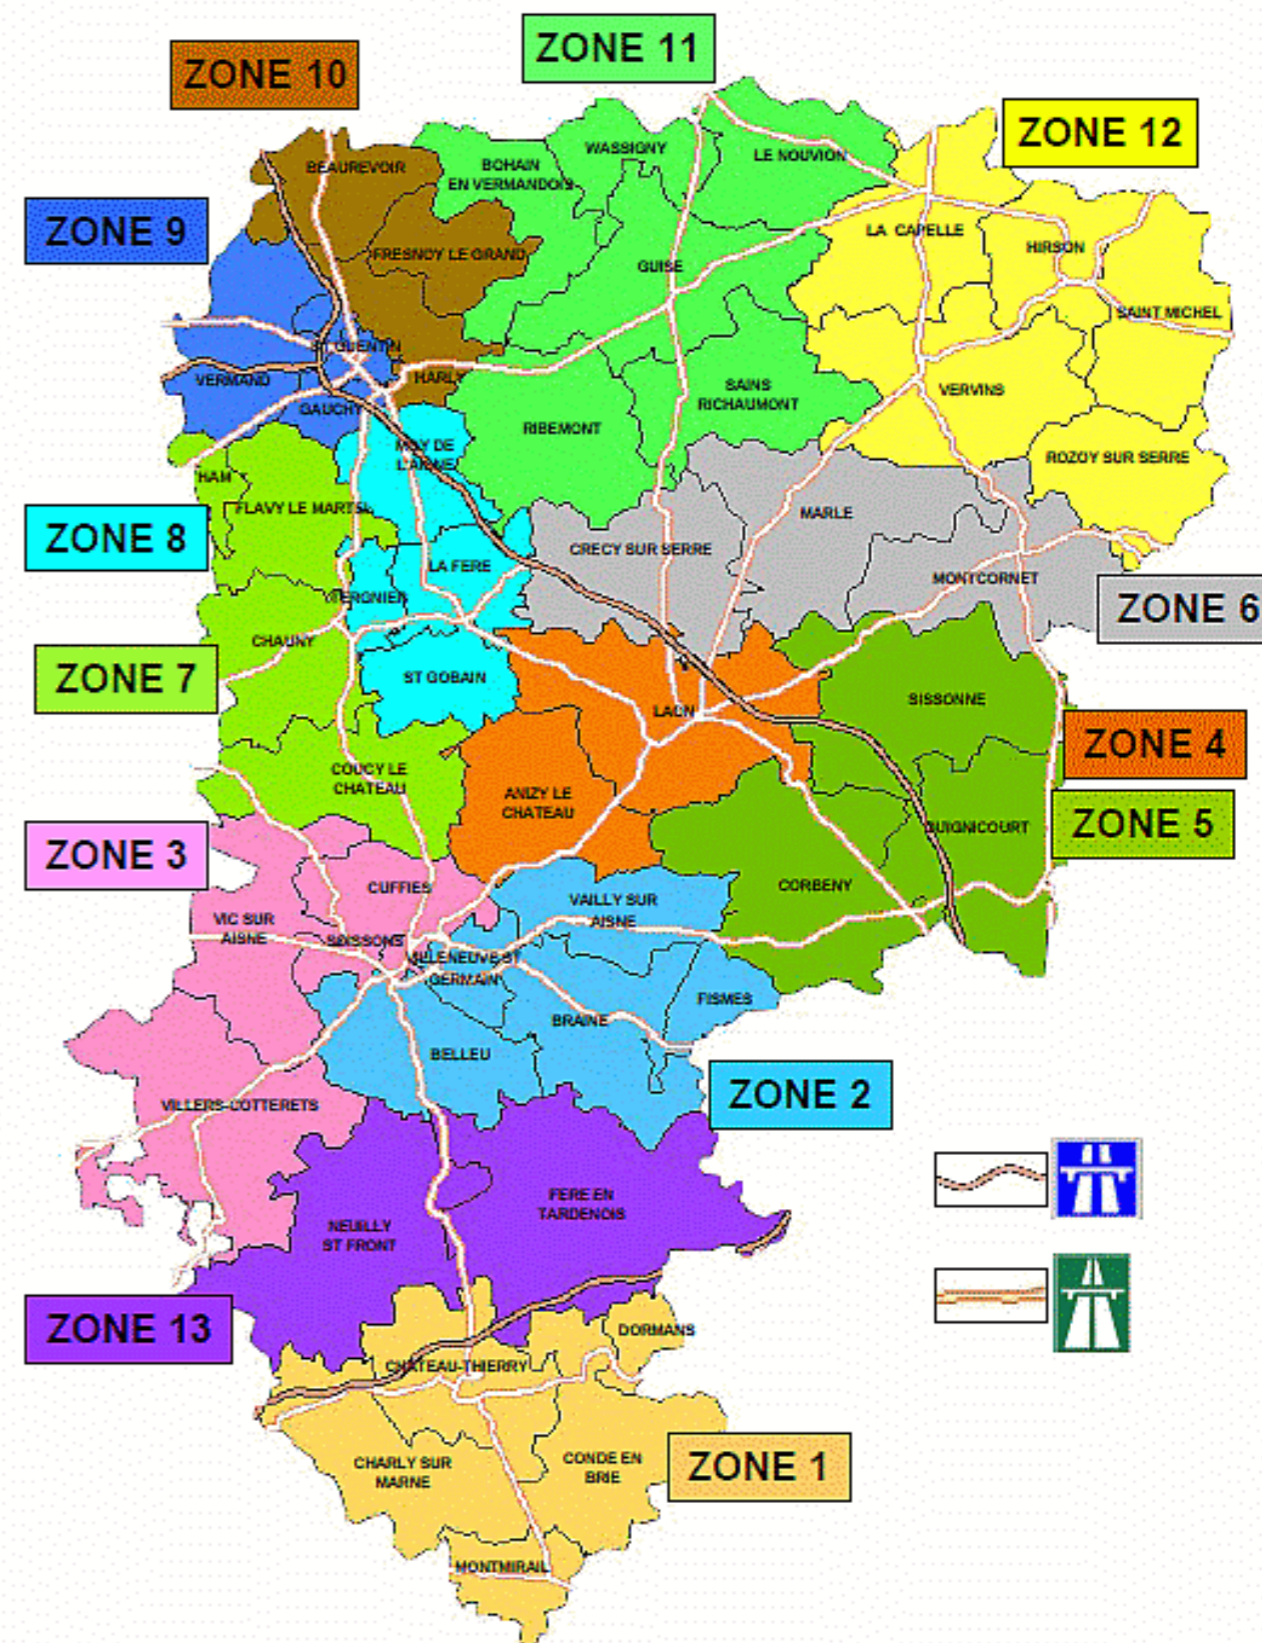 ZONE 11
ZONE 10
ZONE 12
WASSIGNY
LE NOUVION
BEAUREVOIR
BOHAIN
EN VERMANDOIS
ZONE 9
LA CAPELLE
HIRSON
FRESNOY LE GRAND
GUISE
SAINT MICHEL
ST QUENTIN
VERMAND
HARLY
SAINS
RICHAUMONT
VERVINS
GAUCHY
RIBEMONT
MOY DE
L'AISNE
ROZOY SUR SERRE
HAM
FLAVY LE MARTEL
MARLE
ZONE 8
CRECY SUR SERRE
LA FERE
MONTCORNET
TERGNIER
ZONE 6
CHAUNY
ZONE 7
ST GOBAIN
SISSONNE
LAON
ZONE 4
COUCY LE
CHATEAU
ANIZY LE
CHATEAU
ZONE 5
GUIGNICOURT
ZONE 3
CUFFIES
CORBENY
VAILLY SUR
AISNE
VIC SUR
AISNE
SOISSONS
VILLENEUVE ST
GERMAIN
FISMES
BRAINE
BELLEU
ZONE 2
VILLERS-COTTERETS
FERE EN
TARDENOIS
NEUILLY
ST FRONT
ZONE 13
DORMANS
CHATEAU-THIERRY
CHARLY SUR
MARNE
CONDE EN
BRIE
ZONE 1
MONTMIRAIL